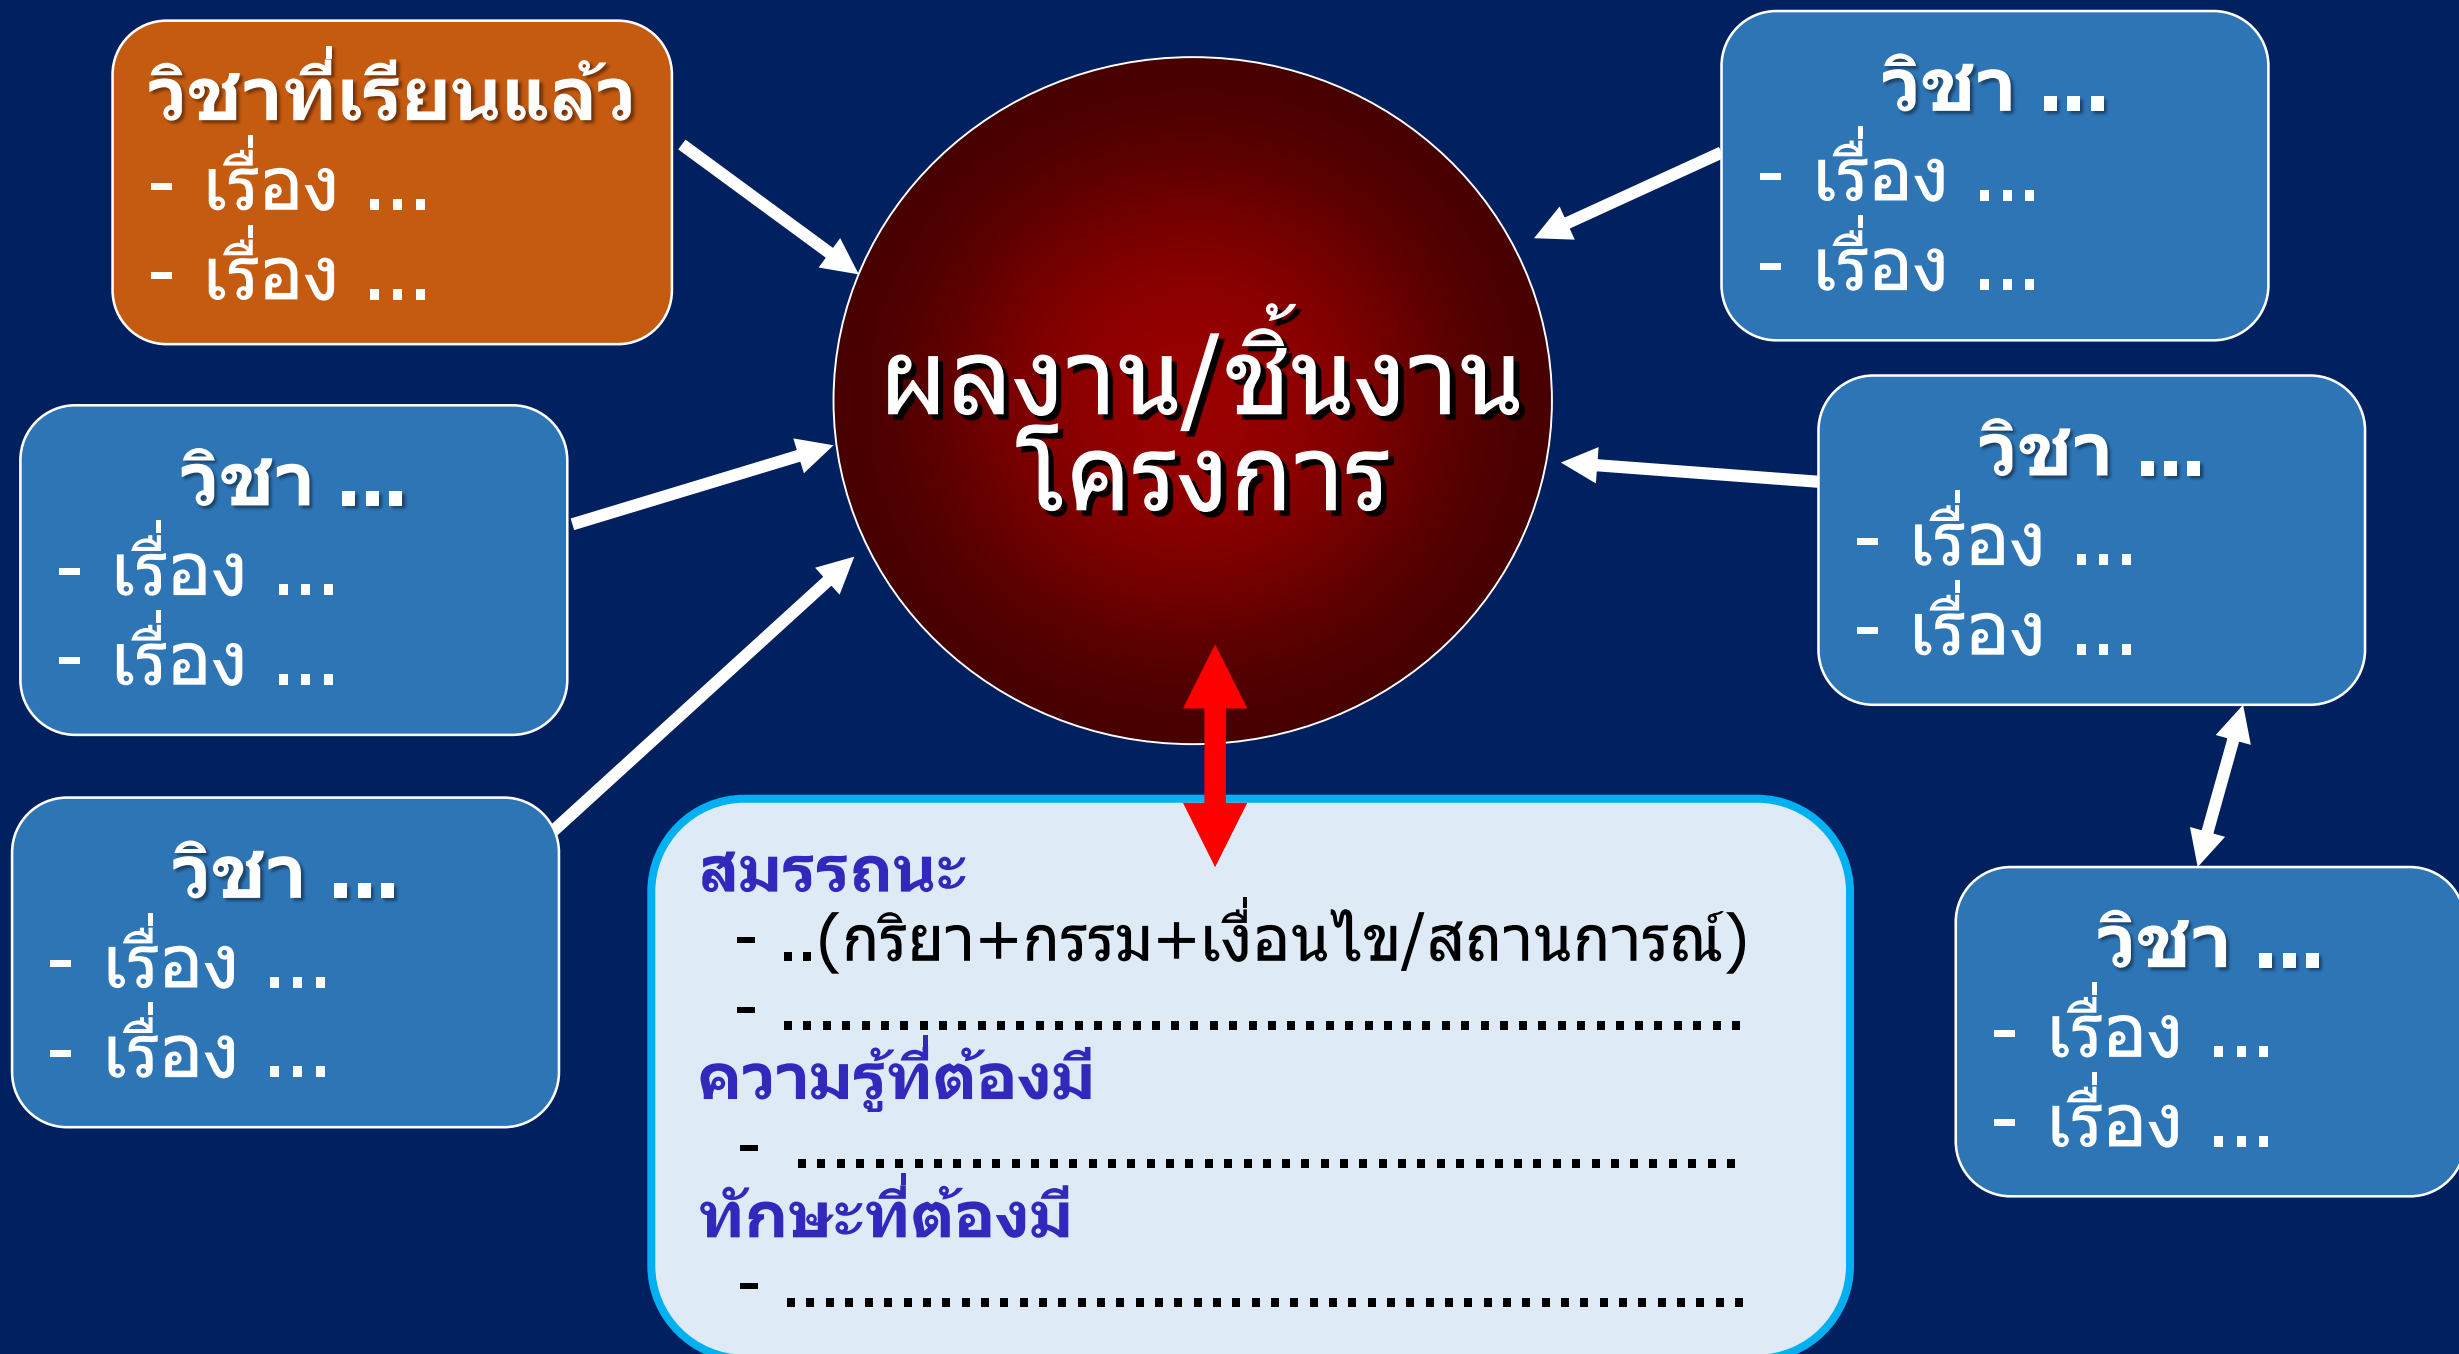 วิชาที่เรียนแล้ว
- เรื่อง ...
- เรื่อง ...
วิชา ...
- เรื่อง ...
- เรื่อง ...
วิชา ...
- เรื่อง ...
- เรื่อง ...
ผลงาน/ชิ้นงาน
โครงการ
วิชา ...
- เรื่อง ...
- เรื่อง ...
วิชา ...
- เรื่อง ...
- เรื่อง ...
วิชา ...
- เรื่อง ...
- เรื่อง ...
สมรรถนะ
- ..(กริยา+กรรม+เงื่อนไข/สถานการณ์)
- ..................................................
ความรู้ที่ต้องมี
- .................................................
ทักษะที่ต้องมี
- ..................................................